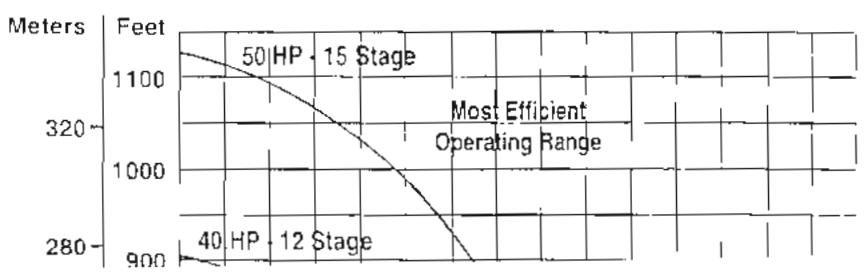 Meters Feet
50 HP - 15 Stage
1100
Most Efficient
320
Operating Range
1000
40 HP - 12 Stage
280
900